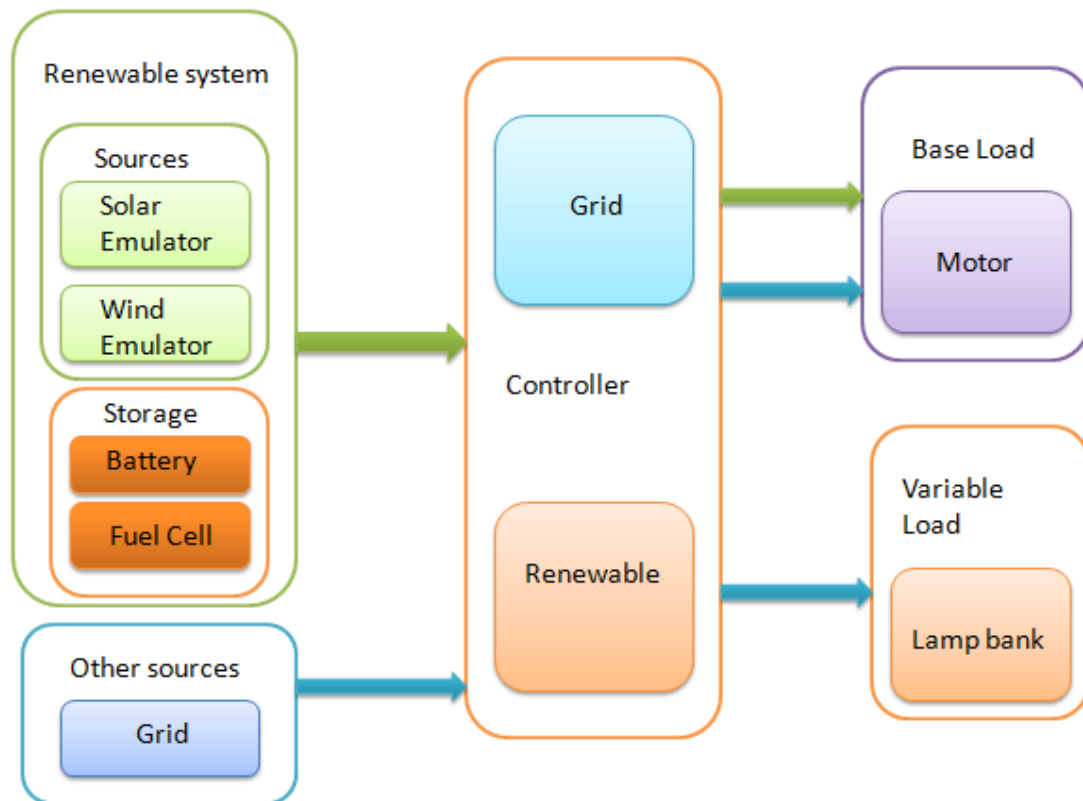 Renewable system
Sources
Solar
Emulator
Wind
Emulator
Storage
Battery
Fuel Cell
Other sources
Grid
Grid
Controller
Renewable
Base Load
Motor
Variable
Load
Lamp bank